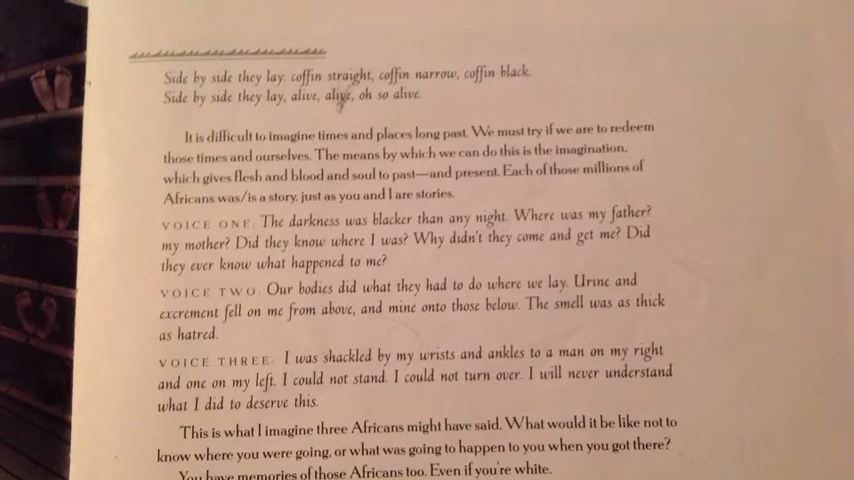 Side by side they lay: coffin straight, coffin narrow, coffin black.
Side by side they lay, alive, alive, oh so alive.
It is difficult to imagine times and places long past. We must try if we are to redeem
those times and ourselves. The means by which we can do this is the imagination,
which gives flesh and blood and soul to past—and present. Each of those millions of
Africans was/is a story, just as you and I are stories.
VOICE ONE: The darkness was blacker than any night. Where was my father?
my mother? Did they know where I was? Why didn't they come and get me? Did
they ever know what happened to me?
VOICE TWO: Our bodies did what they had to do where we lay. Urine and
excrement fell on me from above, and mine onto those below. The smell was as thick
as hatred.
VOICE THREE: I was shackled by my wrists and ankles to a man on my right
and one on my left. I could not stand. I could not turn over. I will never understand
what I did to deserve this.
This is what I imagine three Africans might have said. What would it be like not to
know where you were going, or what was going to happen to you when you got there?
You have memories of those Africans too. Even if you're white.